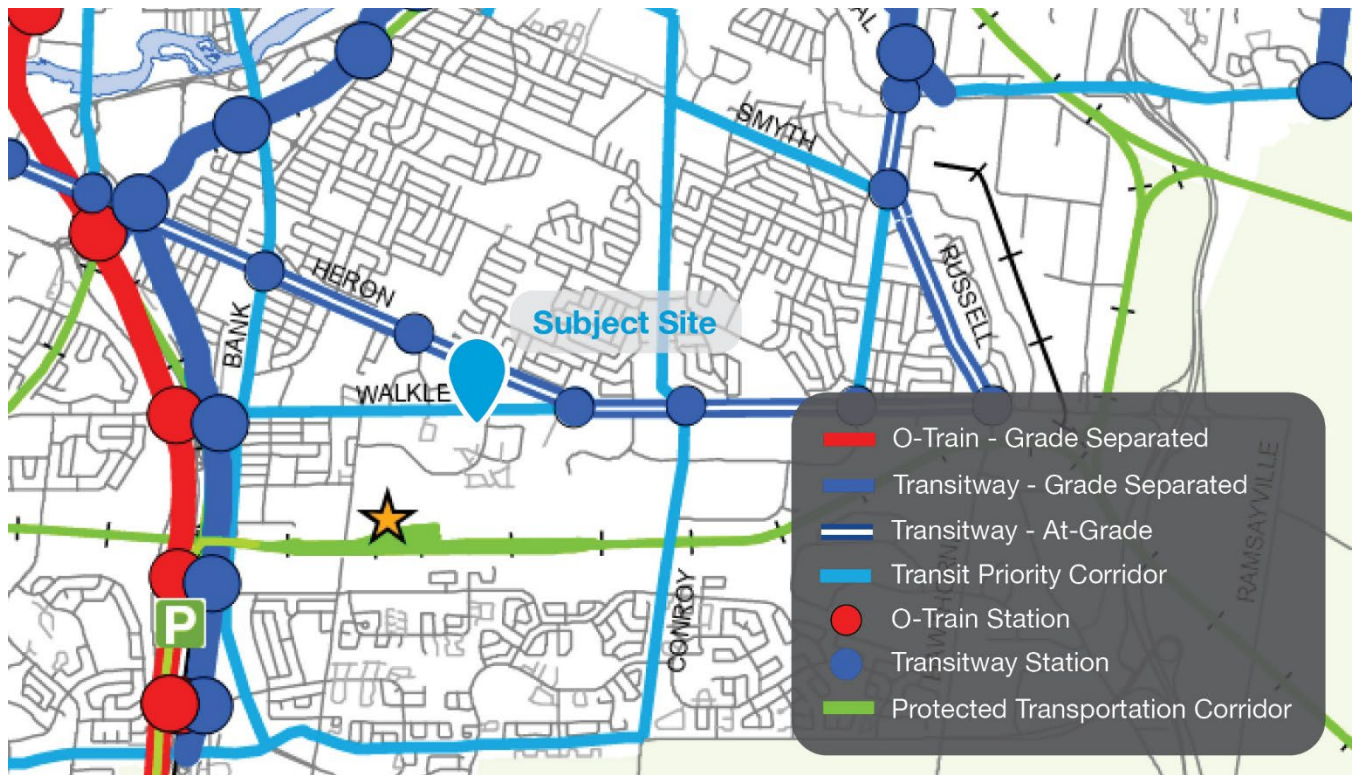 SMYTH
HERON
RUSSELL
BANK
Subject Site
WALKLE
P
CONROY
O-Train - Grade Separated
Transitway - Grade Separated
Transitway - At-Grade
Transit Priority Corridor
O-Train Station
Transitway Station
Protected Transportation Corridor
RAMSAYVILLE